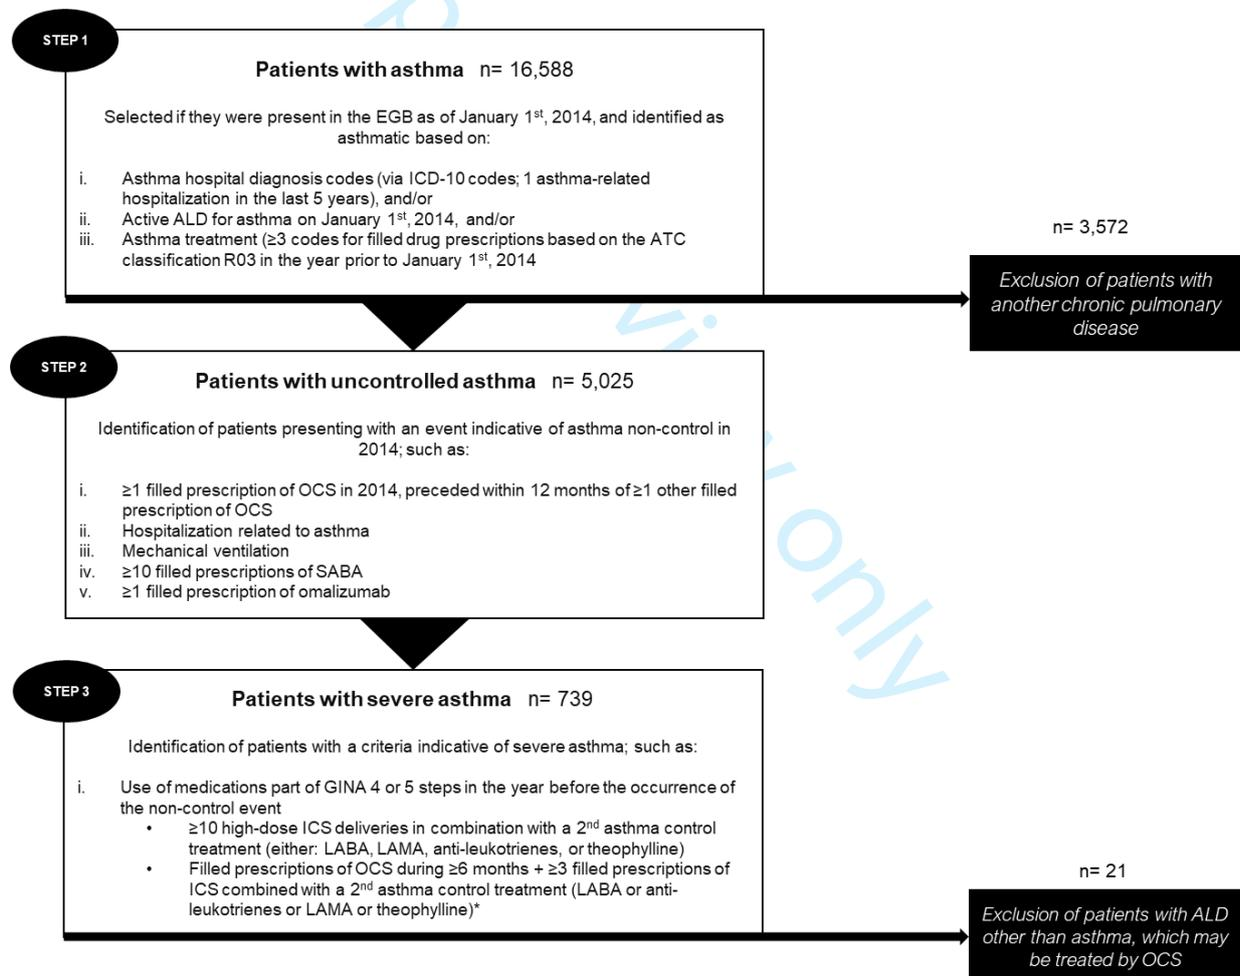 STEP 1
Patients with asthma n= 16,588
Selected if they were present in the EGB as of January 1st, 2014, and identified as
asthmatic based on:
i. Asthma hospital diagnosis codes (via ICD-10 codes; 1 asthma-related
hospitalization in the last 5 years), and/or
ii. Active ALD for asthma on January 1st, 2014, and/or
iii. Asthma treatment (≥3 codes for filled drug prescriptions based on the ATC
classification R03 in the year prior to January 1st, 2014
n= 3,572
Exclusion of patients with
another chronic pulmonary
disease
STEP 2
Patients with uncontrolled asthma n= 5,025
Identification of patients presenting with an event indicative of asthma non-control in
2014; such as:
i. ≥1 filled prescription of OCS in 2014, preceded within 12 months of ≥1 other filled
prescription of OCS
ii. Hospitalization related to asthma
iii. Mechanical ventilation
iv. ≥10 filled prescriptions of SABA
v. ≥1 filled prescription of omalizumab
STEP 3
Patients with severe asthma n= 739
Identification of patients with a criteria indicative of severe asthma; such as:
i. Use of medications part of GINA 4 or 5 steps in the year before the occurrence of
the non-control event
• ≥10 high-dose ICS deliveries in combination with a 2nd asthma control
treatment (either: LABA, LAMA, anti-leukotrienes, or theophylline)
• Filled prescriptions of OCS during ≥6 months + ≥3 filled prescriptions of
ICS combined with a 2nd asthma control treatment (LABA or anti-
leukotrienes or LAMA or theophylline)*
n= 21
Exclusion of patients with ALD
other than asthma, which may
be treated by OCS
only